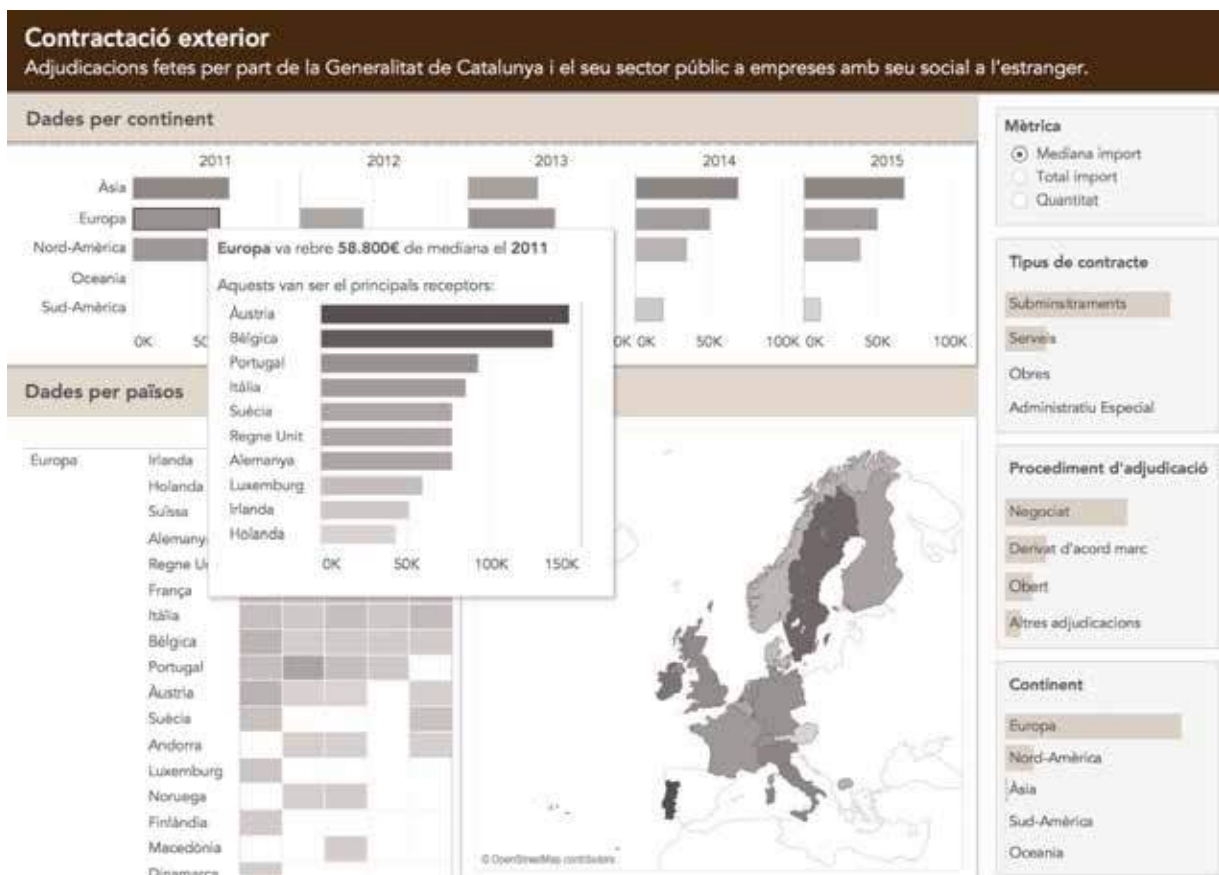 Contractació exterior
Adjudicacions fetes per part de la Generalitat de Catalunya i el seu sector públic a empreses amb seu social a l'estranger.
Dades per continent
2011 2012 2013 2014 2015
Àsia
Europa
Nord-Amèrica
Oceania
Sud-Amèrica
0K 50 0K 0K 50K 100K 0K 50K 100K
Europa va rebre 58.800€ de mediana el 2011
Aquests van ser el principals receptors:
Àustria
Bèlgica
Portugal
Itàlia
Suècia
Regne Unit
Alemanya
Luxemburg
Irlanda
Holanda
0K 50K 100K 150K
Dades per països
Europa
Irlanda
Holanda
Suïssa
Alemany
Regne U
França
Itàlia
Bèlgica
Portugal
Àustria
Suècia
Andorra
Luxemburg
Noruega
Finlàndia
Macedònia
Dinamarca
© OpenStreetMap contributors
Mètrica
Mediana import
Total import
Quantitat
Tipus de contracte
Subminsitraments
Serveis
Obres
Administratiu Especial
Procediment d'adjudicació
Negociat
Derivat d'acord marc
Obert
Altres adjudicacions
Continent
Europa
Nord-Amèrica
Àsia
Sud-Amèrica
Oceania